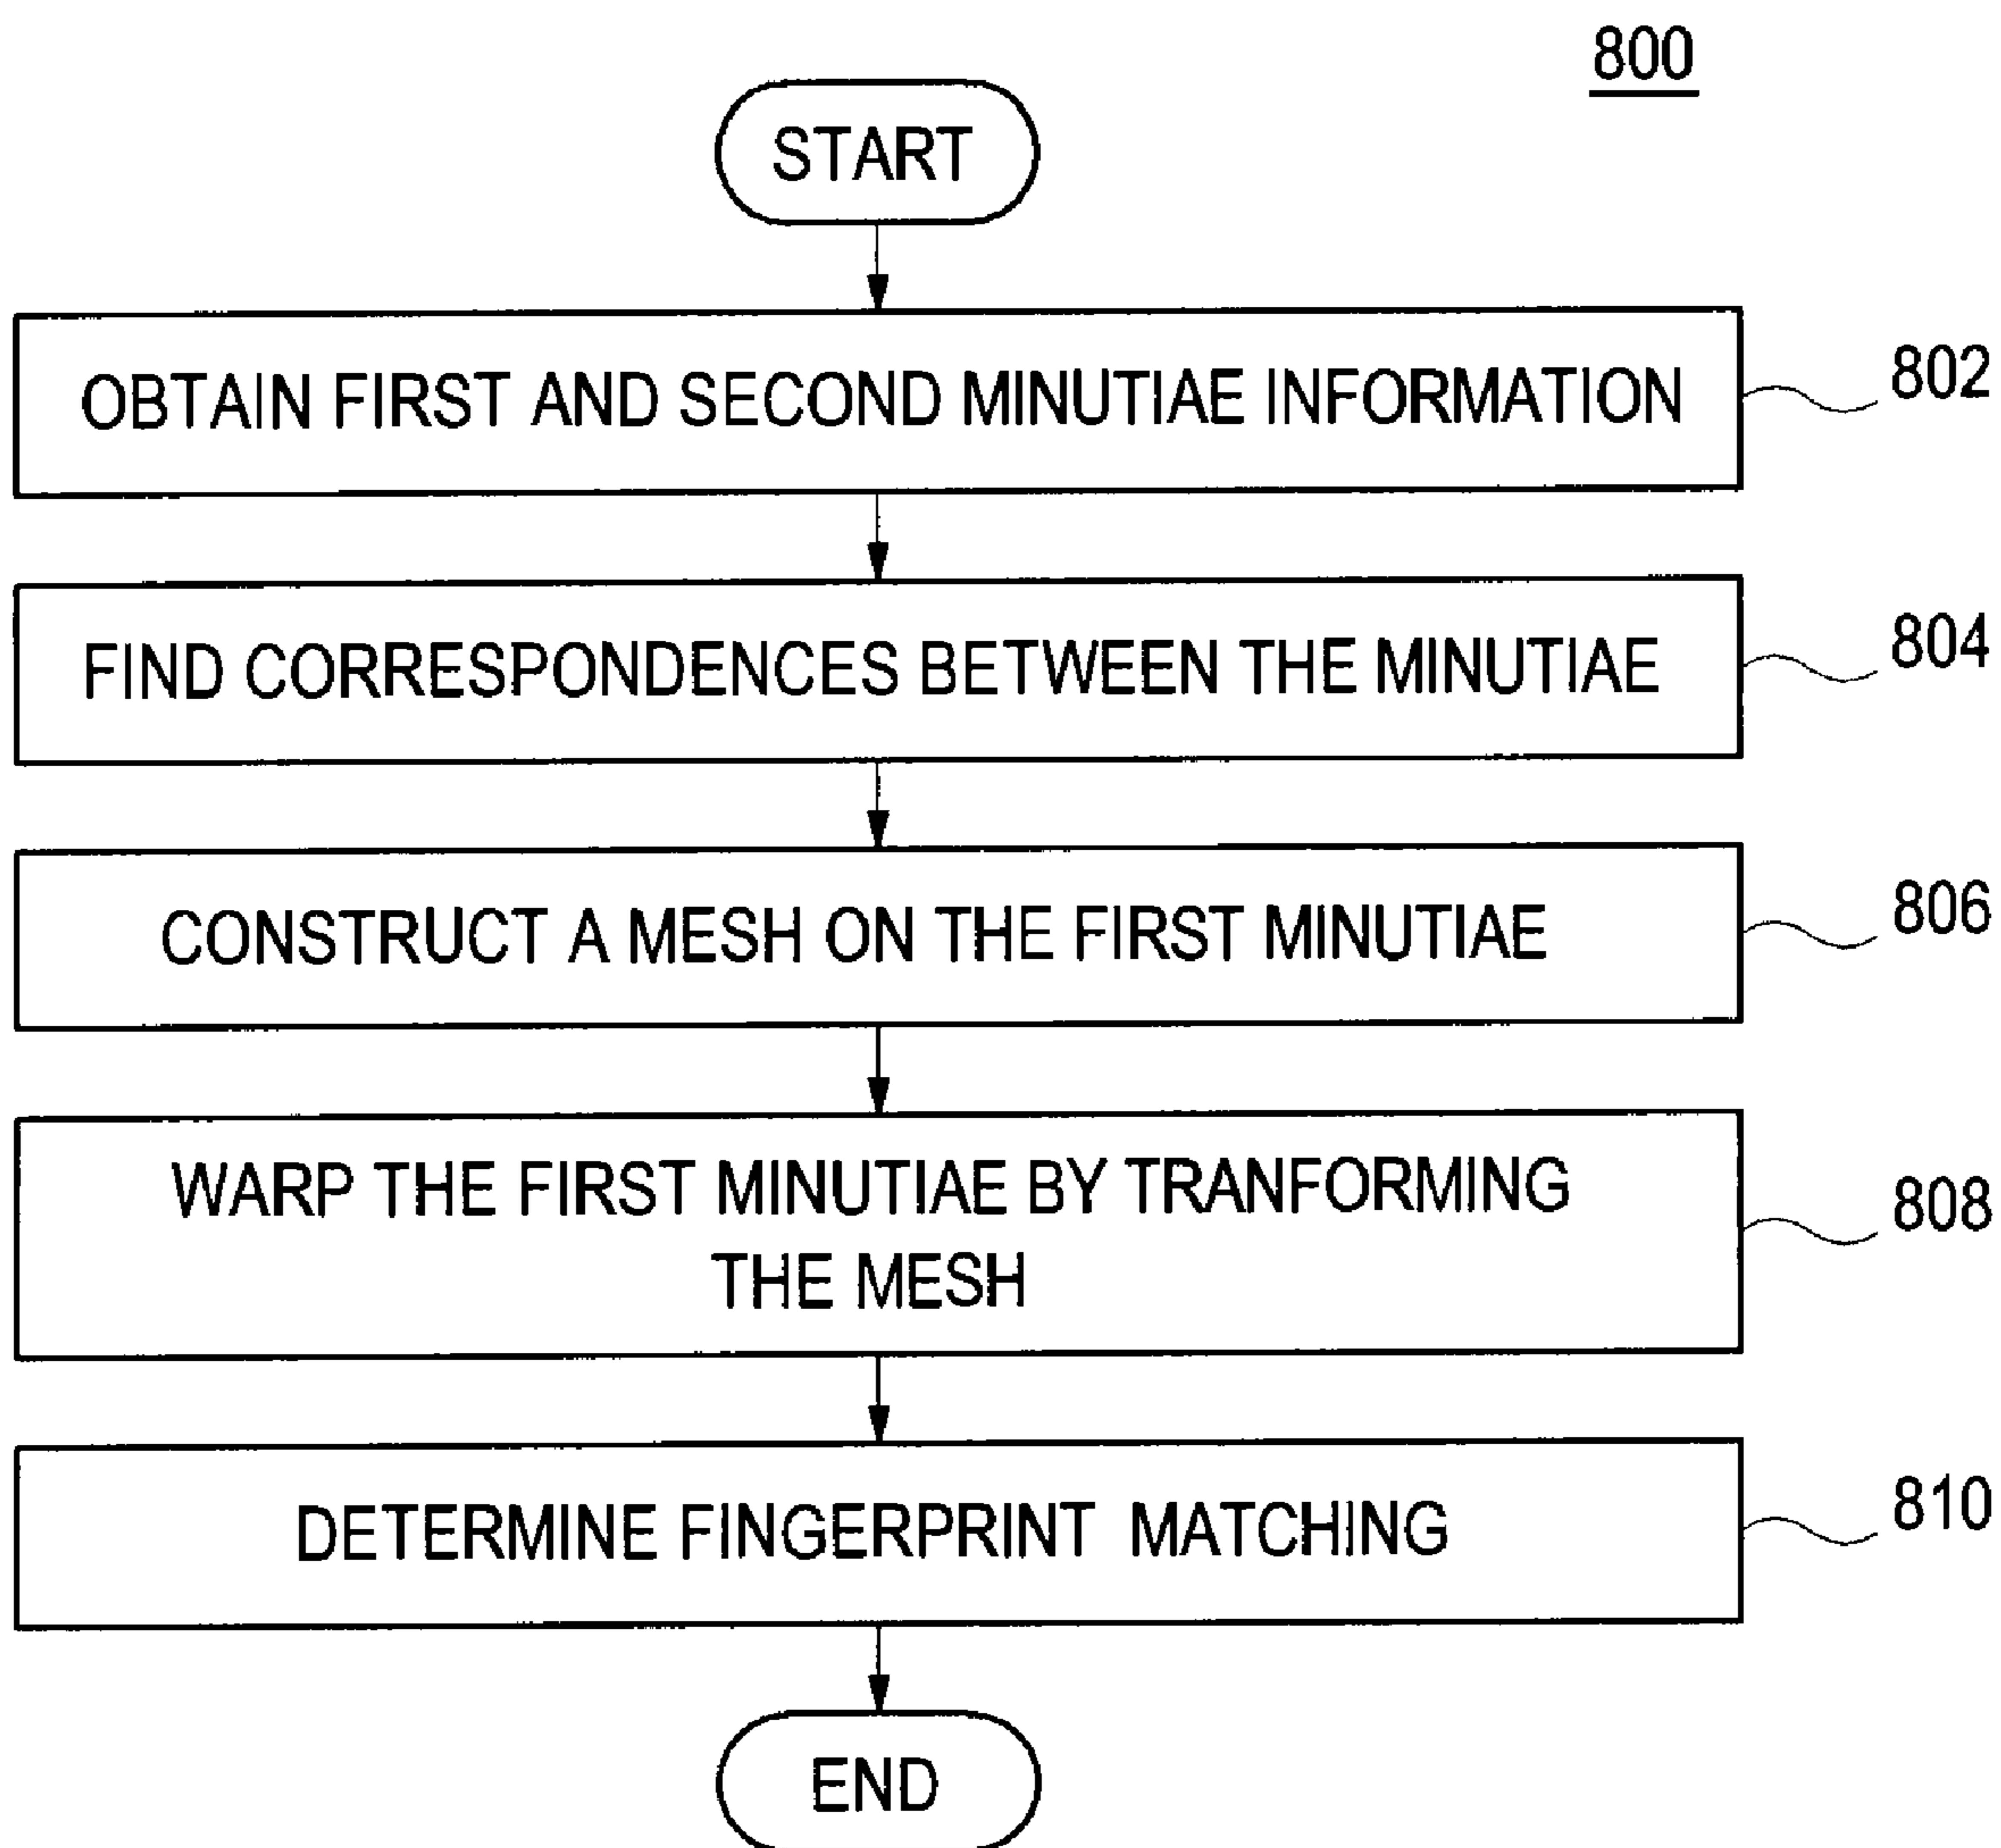 800
START
OBTAIN FIRST AND SECOND MINUTIAE INFORMATION
802
FIND CORRESPONDENCES BETWEEN THE MINUTIAE
804
CONSTRUCT A MESH ON THE FIRST MINUTIAE
806
WARP THE FIRST MINUTIAE BY TRANFORMING
THE MESH
808
DETERMINE FINGERPRINT MATCHING
810
END